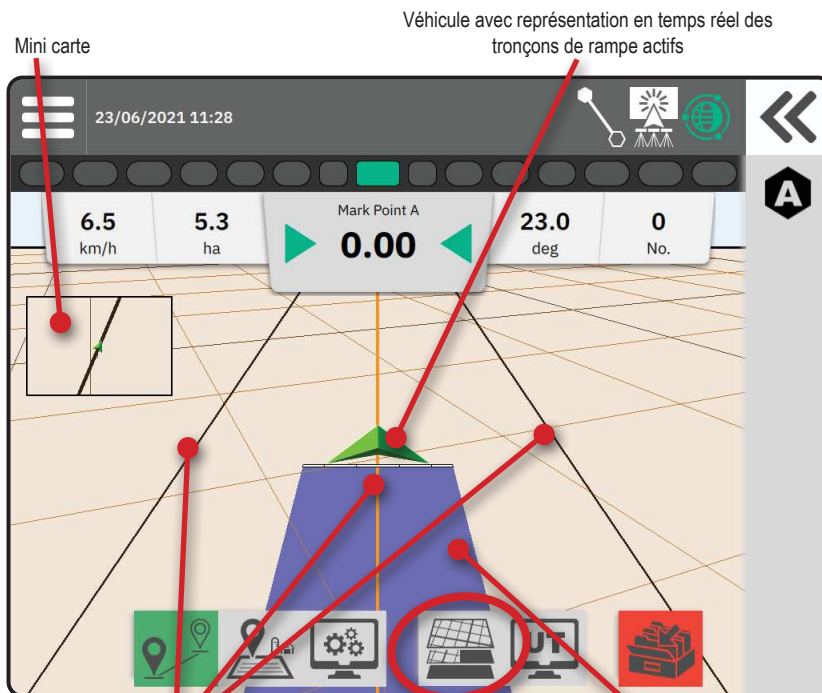 Véhicule avec représentation en temps réel des
tronçons de rampe actifs
Mini carte
23/06/2021 11:28
A
6.5
km/h
5.3
ha
Mark Point A
0.00
23.0
deg
0
No.
UT